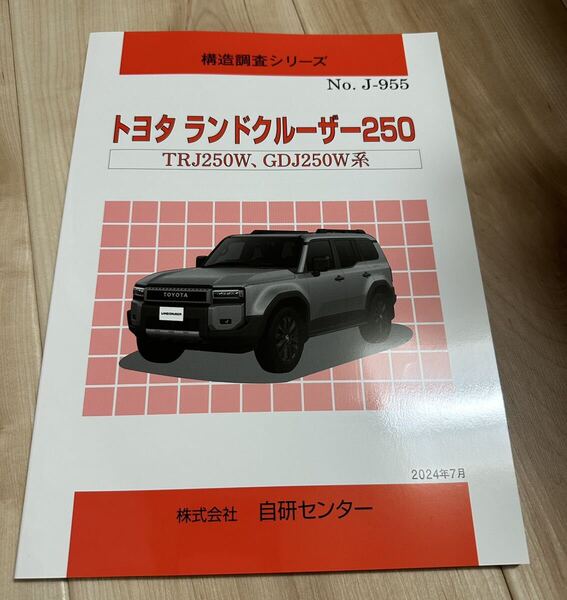 構造調査シリーズ
No. J-955
トヨタ ランドクルーザー250
TRJ250W、GDJ250W系
TOYOTA
LANDCRUISER
2024年7月
株式会社 自研センター